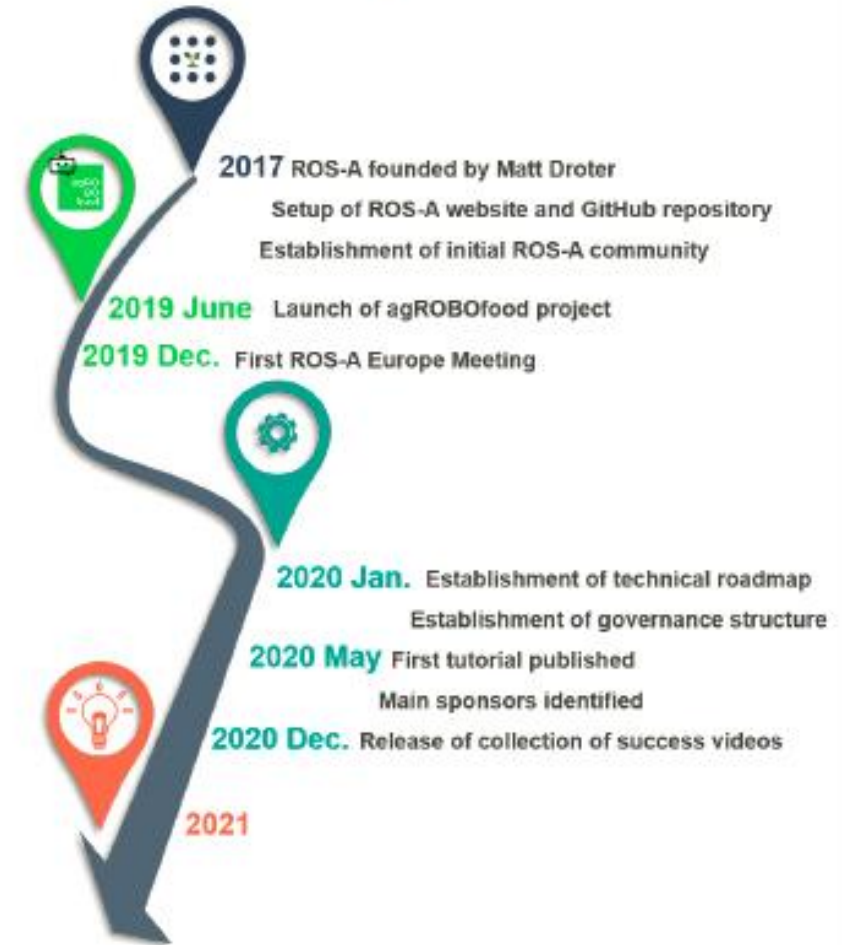 2017 ROS-A founded by Matt Droter
Setup of ROS-A website and GitHub repository
Establishment of initial ROS-A community
agRO
BO
food
2019 June Launch of agROBOfood project
2019 Dec. First ROS-A Europe Meeting
2020 Jan. Establishment of technical roadmap
Establishment of governance structure
2020 May First tutorial published
Main sponsors identified
2020 Dec. Release of collection of success videos
2021